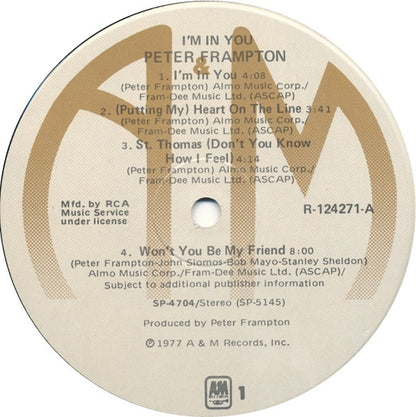 I'M IN YOU
PETER FRAMPTON
&
1. I'm in You 4:08
(Peter Frampton) Almo Music Corp./
Fram-Dee Music Ltd. (ASCAP)
2. (Putting My) Heart On The Line 3:41
(Peter Frampton) Almo Music Corp./
Fram-Dee Music Ltd. (ASCAP)
3. St. Thomas (Don't You Know
How I Feel) 4:14
(Peter Frampton) Almo Music Corp./
Fram-Dee Music Ltd. (ASCAP)
A M
Mfd. by RCA
Music Service
under license
R-124271-A
4. Won't You Be My Friend 8:00
(Peter Frampton-John Siomos-Bob Mayo-Stanley Sheldon)
Almo Music Corp./Fram-Dee Music Ltd. (ASCAP)/
Subject to additional publisher information
SP-4704/Stereo (SP-5145)
Produced by Peter Frampton
©1977 A & M Records, Inc.
A&M
RECORDS
1